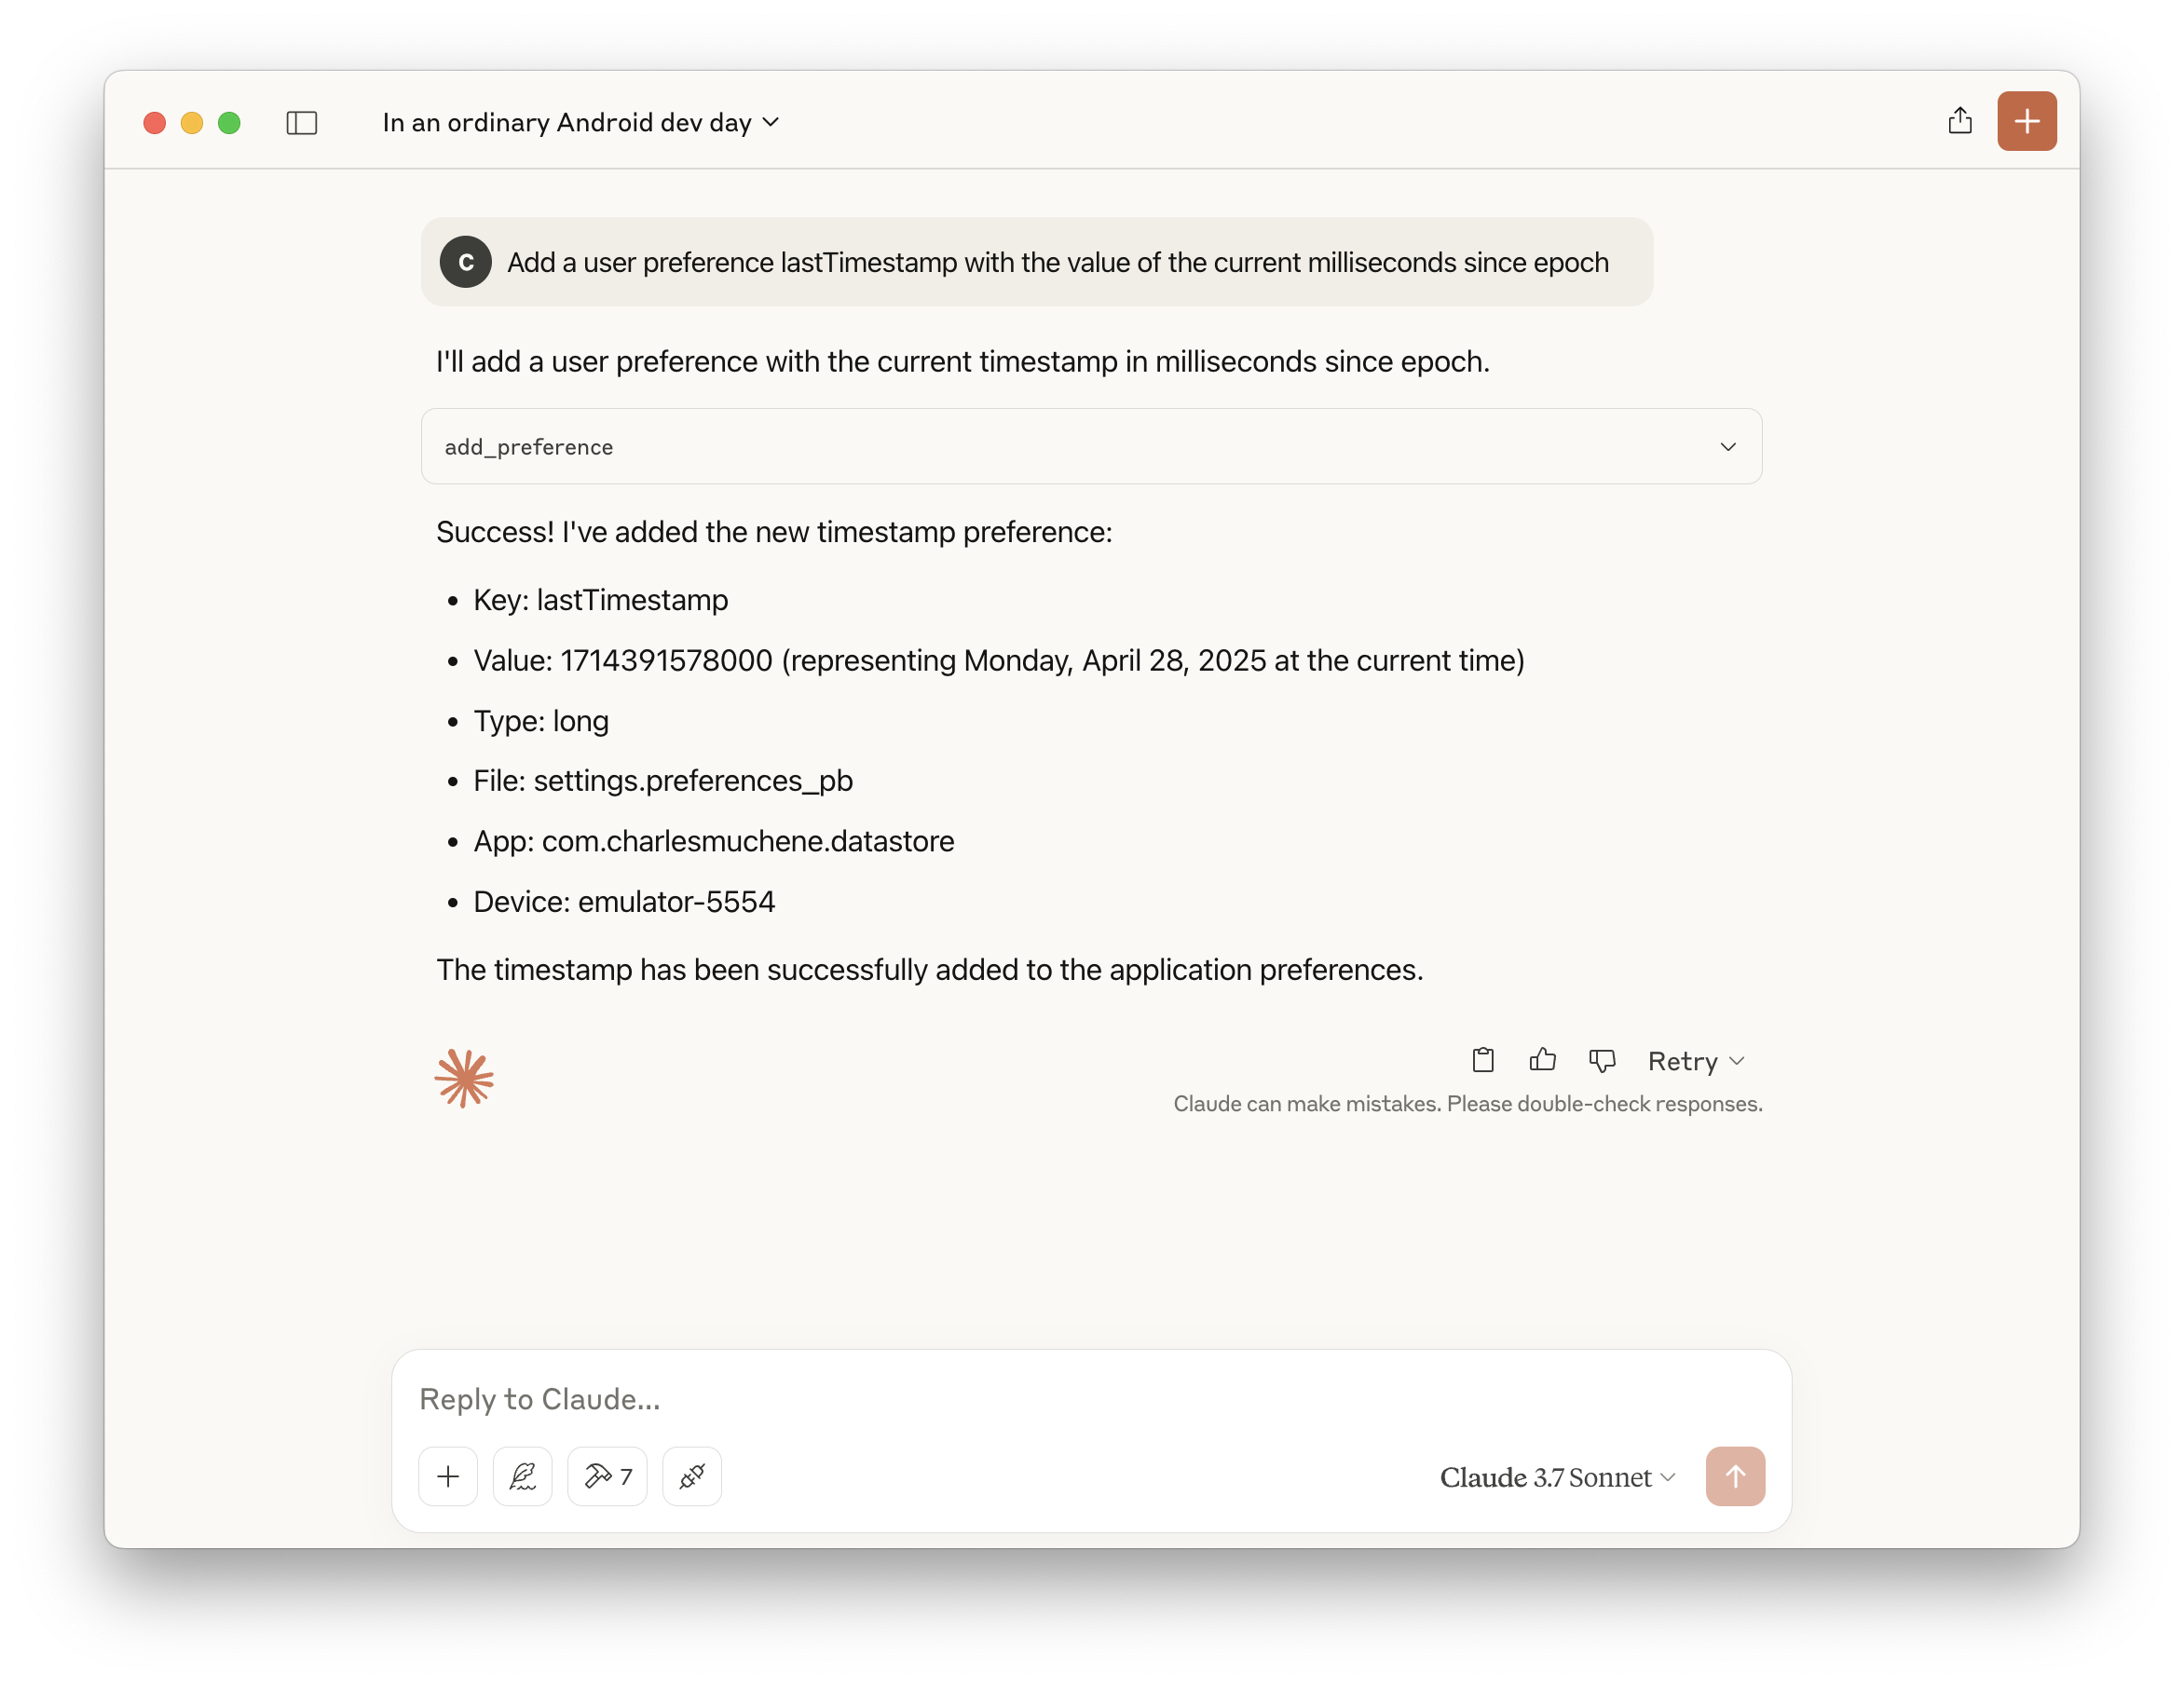 In an ordinary Android dev day
C
Add a user preference lastTimestamp with the value of the current milliseconds since epoch
I'll add a user preference with the current timestamp in milliseconds since epoch.
add_preference
Success! I've added the new timestamp preference:
• Key: lastTimestamp
• Value: 1714391578000 (representing Monday, April 28, 2025 at the current time)
• Type: long
• File: settings.preferences_pb
• App: com.charlesmuchene.datastore
• Device: emulator-5554
The timestamp has been successfully added to the application preferences.
Retry
Claude can make mistakes. Please double-check responses.
Reply to Claude...
7
Claude 3.7 Sonnet